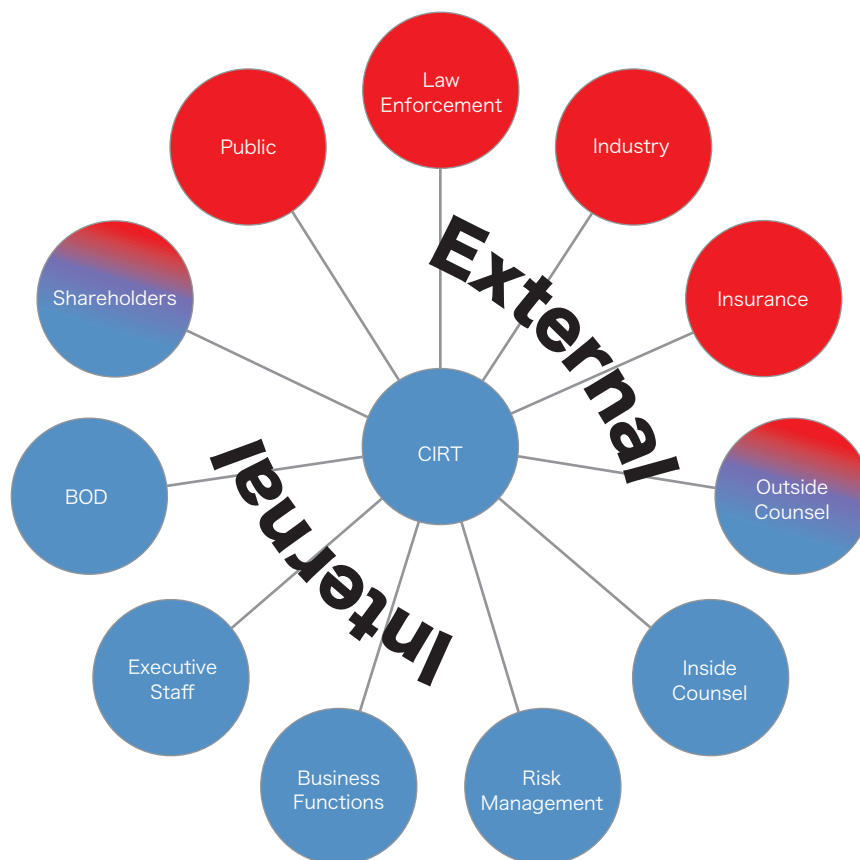 Law
Enforcement
Public
Industry
External
Shareholders
Insurance
CIRT
BOD
Outside
Counsel
Internal
Executive
Staff
Inside
Counsel
Business
Functions
Risk
Management